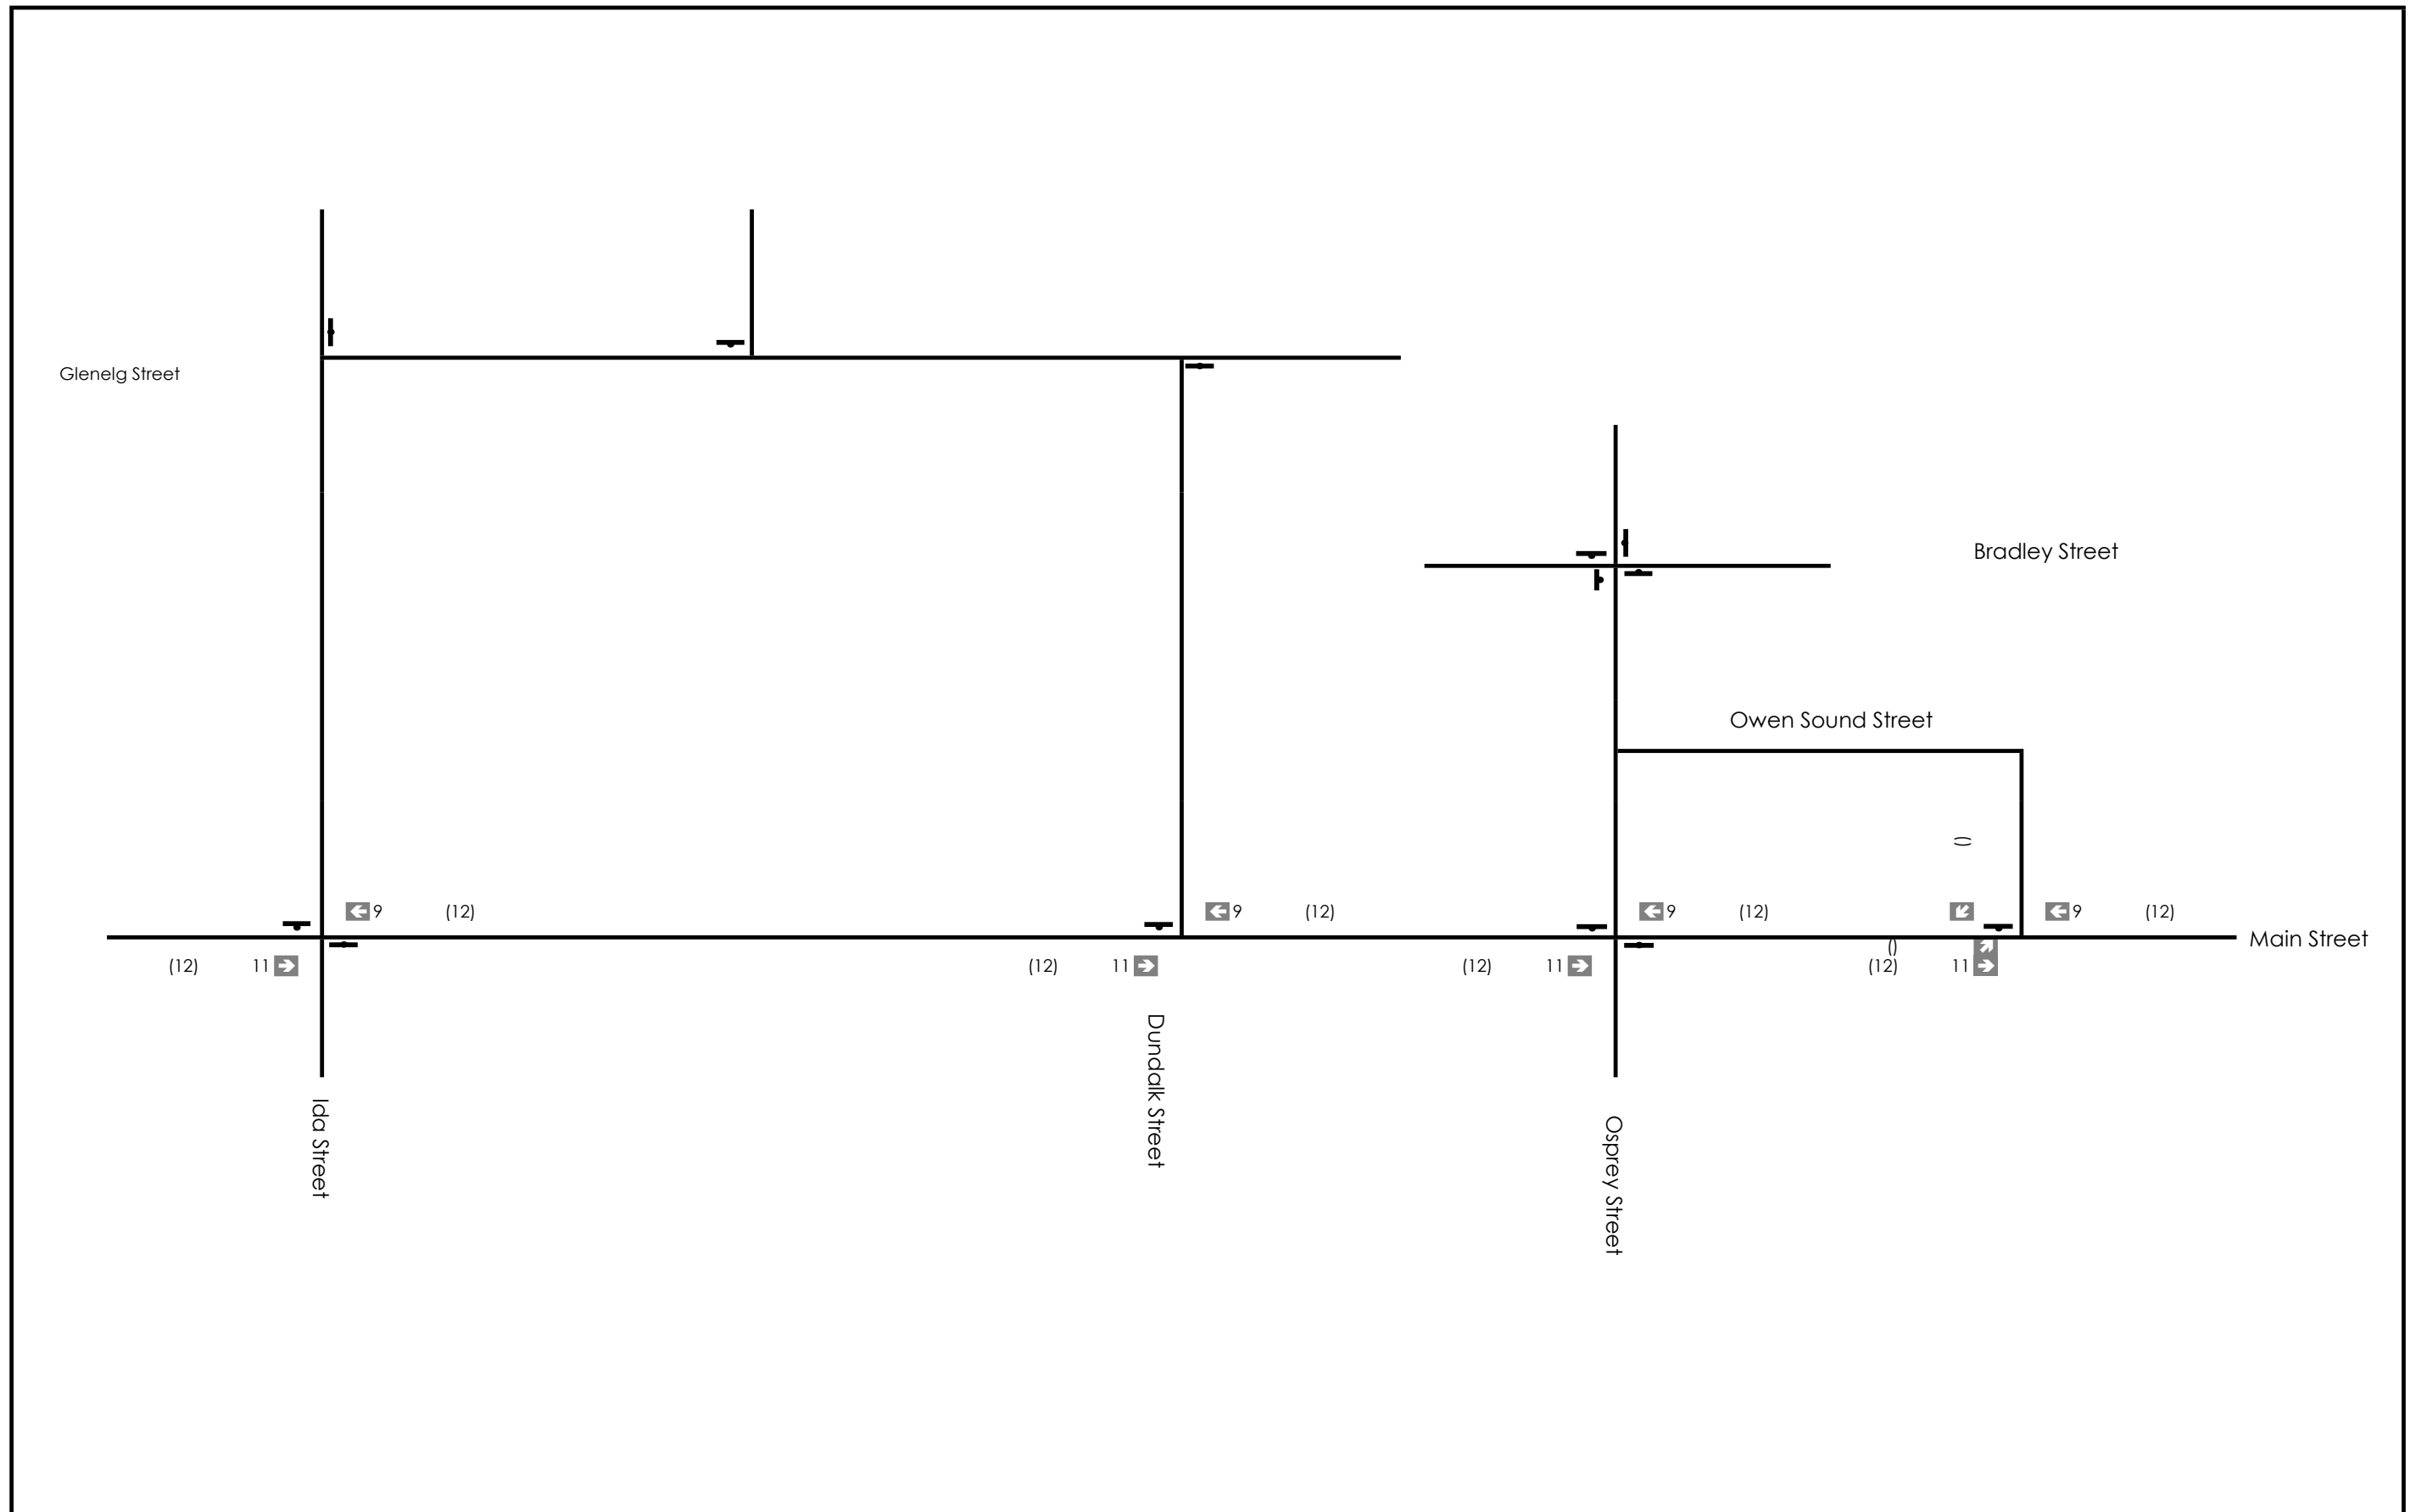 Glenelg Street
Bradley Street
Owen Sound Street
()
9 (12)
9 (12)
9 (12)
9 (12)
Main Street
()
(12) 11
(12) 11
(12) 11
(12) 11
Dundalk Street
Ida Street
Osprey Street